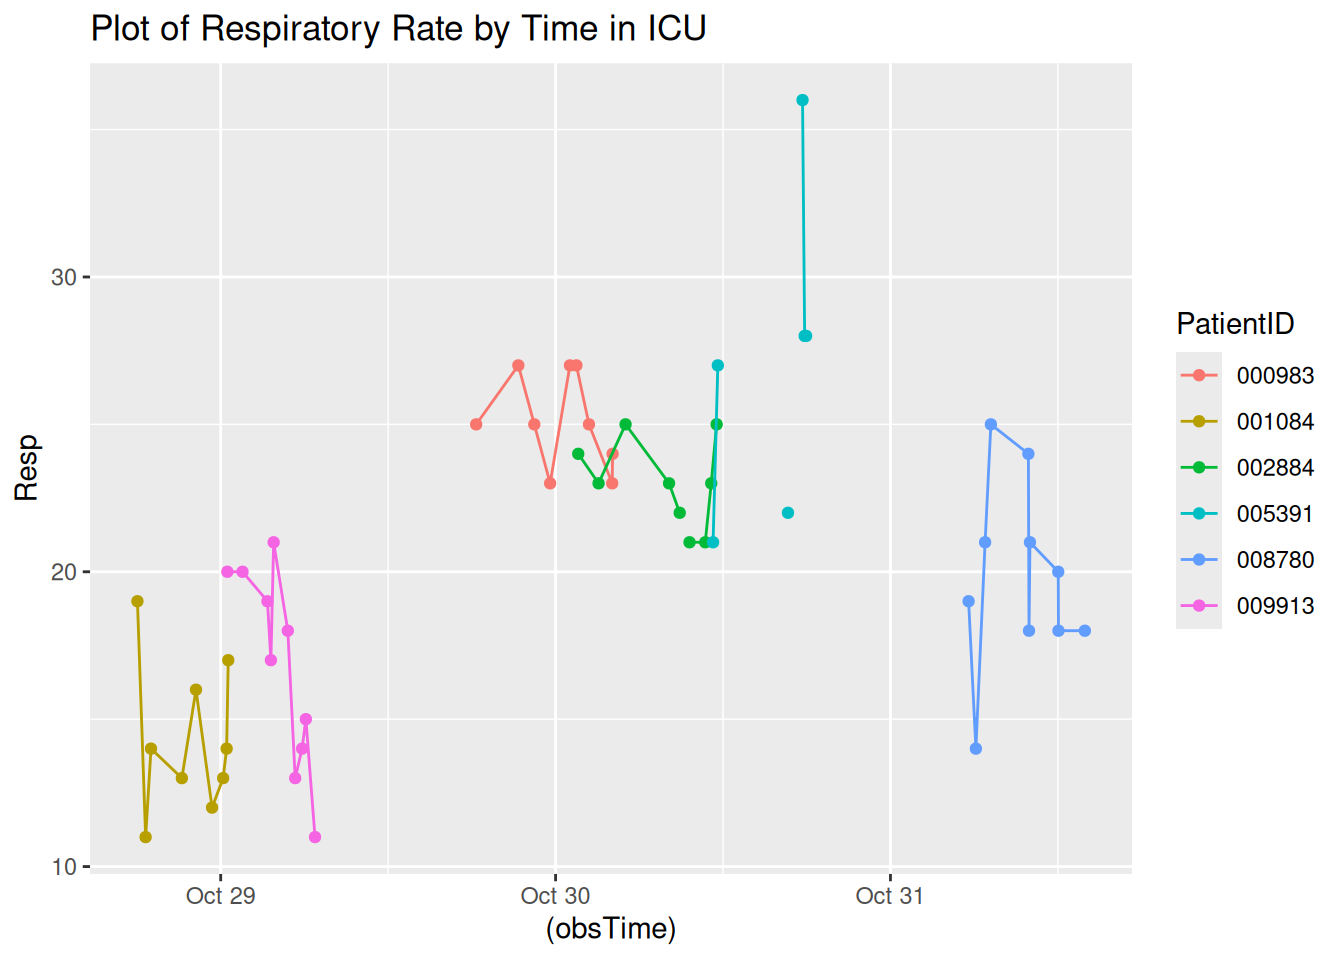 Plot of Respiratory Rate by Time in ICU
Resp
30
20
10
Oct 29
Oct 30
Oct 31
(obsTime)
PatientID
000983
001084
002884
005391
008780
009913